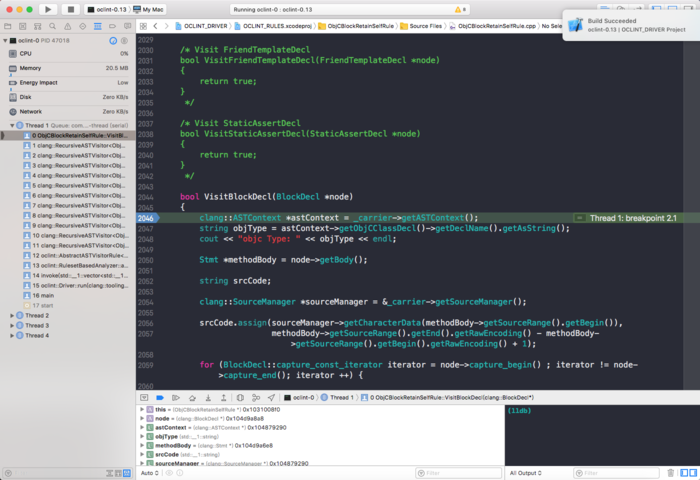 oclint-0.13
My Mac
Running oclint-0 : oclint-0.13
Build Succeeded
oclint-0.13 | OCLINT_DRIVER Project
OCLINT_DRIVER
OCLINT_RULES.xcodeproj
ObjCBlockRetainSelfRule
Source Files
ObjCBlockRetainSelfRule.cpp
No Sele
oclint-0 PID 47018
CPU 0%
Memory 20.5 MB
Energy Impact Low
Disk Zero KB/s
Network Zero KB/s
Thread 1 Queue: com...-thread (serial)
0 ObjCBlockRetainSelfRule::VisitBl...
1 clang::RecursiveASTVisitor<Obj...
2 clang::RecursiveASTVisitor<Obj...
3 clang::RecursiveASTVisitor<Obj...
4 clang::RecursiveASTVisitor<Obj...
5 clang::RecursiveASTVisitor<Obj...
6 clang::RecursiveASTVisitor<Obj...
7 clang::RecursiveASTVisitor<Obj...
8 clang::RecursiveASTVisitor<Obj...
9 clang::RecursiveASTVisitor<Obj...
10 clang::RecursiveASTVisitor<Obj...
11 clang::RecursiveASTVisitor<Obj...
12 oclint::AbstractASTVisitorRule<...
13 oclint::RulesetBasedAnalyzer::a...
14 invoke(std::__1::vector<std::__1...
15 oclint::Driver::run(clang::tooling...
16 main
17 start
Thread 2
Thread 3
Thread 4
2029
2030 /* Visit FriendTemplateDecl
2031 bool VisitFriendTemplateDecl(FriendTemplateDecl *node)
2032 {
2033 return true;
2034 }
2035 */
2036
2037 /* Visit StaticAssertDecl
2038 bool VisitStaticAssertDecl(StaticAssertDecl *node)
2039 {
2040 return true;
2041 }
2042 */
2043
2044 bool VisitBlockDecl(BlockDecl *node)
2045 {
2046 clang::ASTContext *astContext = _carrier->getASTContext();
Thread 1: breakpoint 2.1
2047 string objType = astContext->getObjCClassDecl()->getDeclName().getAsString();
2048 cout << "objc Type: " << objType << endl;
2049
2050 Stmt *methodBody = node->getBody();
2051
2052 string srcCode;
2053
2054 clang::SourceManager *sourceManager = &_carrier->getSourceManager();
2055
2056 srcCode.assign(sourceManager->getCharacterData(methodBody->getSourceRange().getBegin()),
2057 methodBody->getSourceRange().getEnd().getRawEncoding() - methodBody-
>getSourceRange().getBegin().getRawEncoding() + 1);
2058
2059 for (BlockDecl::capture_const_iterator iterator = node->capture_begin() ; iterator != node-
>capture_end(); iterator ++) {
2060
oclint-0
Thread 1
0 ObjCBlockRetainSelfRule::VisitBlockDecl(clang::BlockDecl*)
this = (ObjCBlockRetainSelfRule *) 0x1031008f0
node = (clang::BlockDecl *) 0x104d9a8a8
astContext = (clang::ASTContext *) 0x104879290
objType (std::__1::string)
methodBody = (clang::Stmt *) 0x104d9a6e8
srcCode (std::__1::string)
sourceManager = (clang::SourceManager *) 0x104879290
(lldb)
Auto
Filter
All Output
Filter